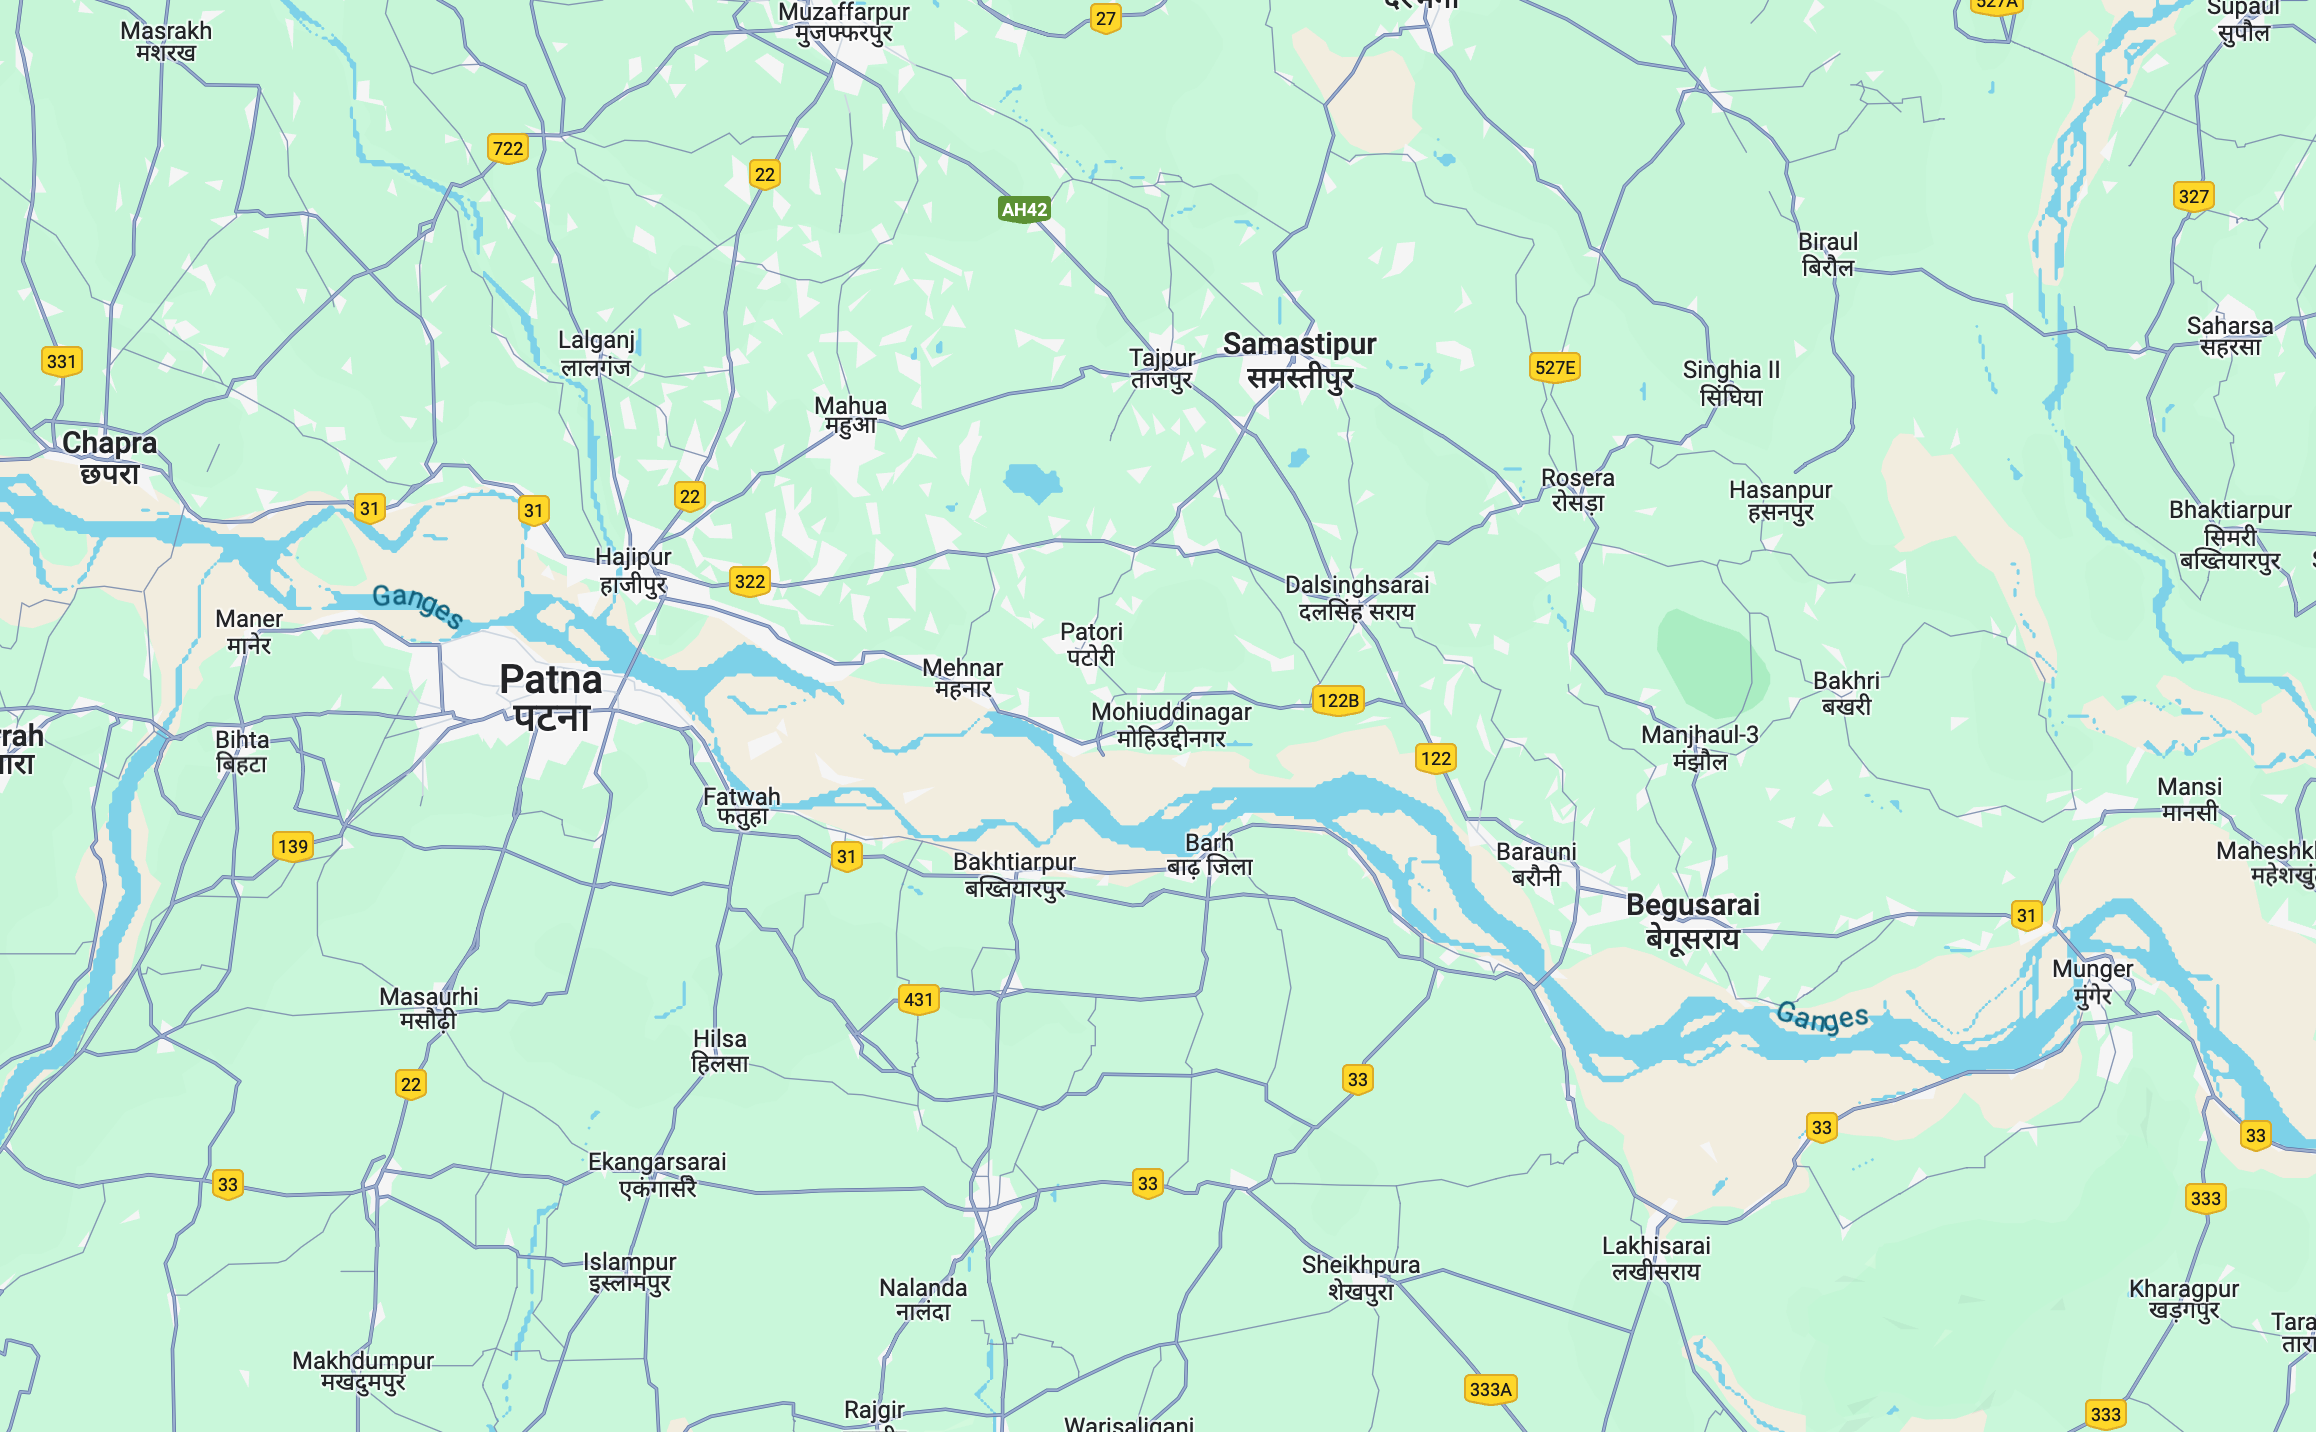 Masrakh
मशरख
Muzaffarpur
मुजफ्फरपुर
27
527A
Supaul
सुपौल
722
22
AH42
327
Biraul
बिरौल
331
Lalganj
लालगंज
Tajpur
ताजपुर
Samastipur
समस्तीपुर
527E
Singhia II
सिंघिया
Saharsa
सहरसा
Mahua
महुआ
Chapra
छपरा
31
31
22
Rosera
रोसड़ा
Hasanpur
हसनपुर
Bhaktiarpur
सिमरी
बख्तियारपुर
Hajipur
हाजीपुर
322
Dalsinghsarai
दलसिंह सराय
Ganges
Maner
मानेर
Patori
पटोरी
Patna
पटना
Mehnar
महनार
122B
Bakhri
बखरी
Mohiuddinagar
मोहिउद्दीनगर
Bihta
बिहटा
122
Manjhaul-3
मंझौल
Fatwah
फतुहा
Mansi
मानसी
139
31
Bakhtiarpur
बख्तियारपुर
Barh
बाढ़ जिला
Barauni
बरौनी
Begusarai
बेगूसराय
31
Munger
मुंगेर
Masaurhi
मसौढ़ी
431
Ganges
Hilsa
हिलसा
22
33
33
33
Ekangarsarai
एकंगार्सरै
33
33
333
Islampur
इस्लामपुर
Nalanda
नालंदा
Sheikhpura
शेखपुरा
Lakhisarai
लखीसराय
Kharagpur
खड़गपुर
Makhdumpur
मखदुमपुर
333A
333
Rajgir
Warisaliganj